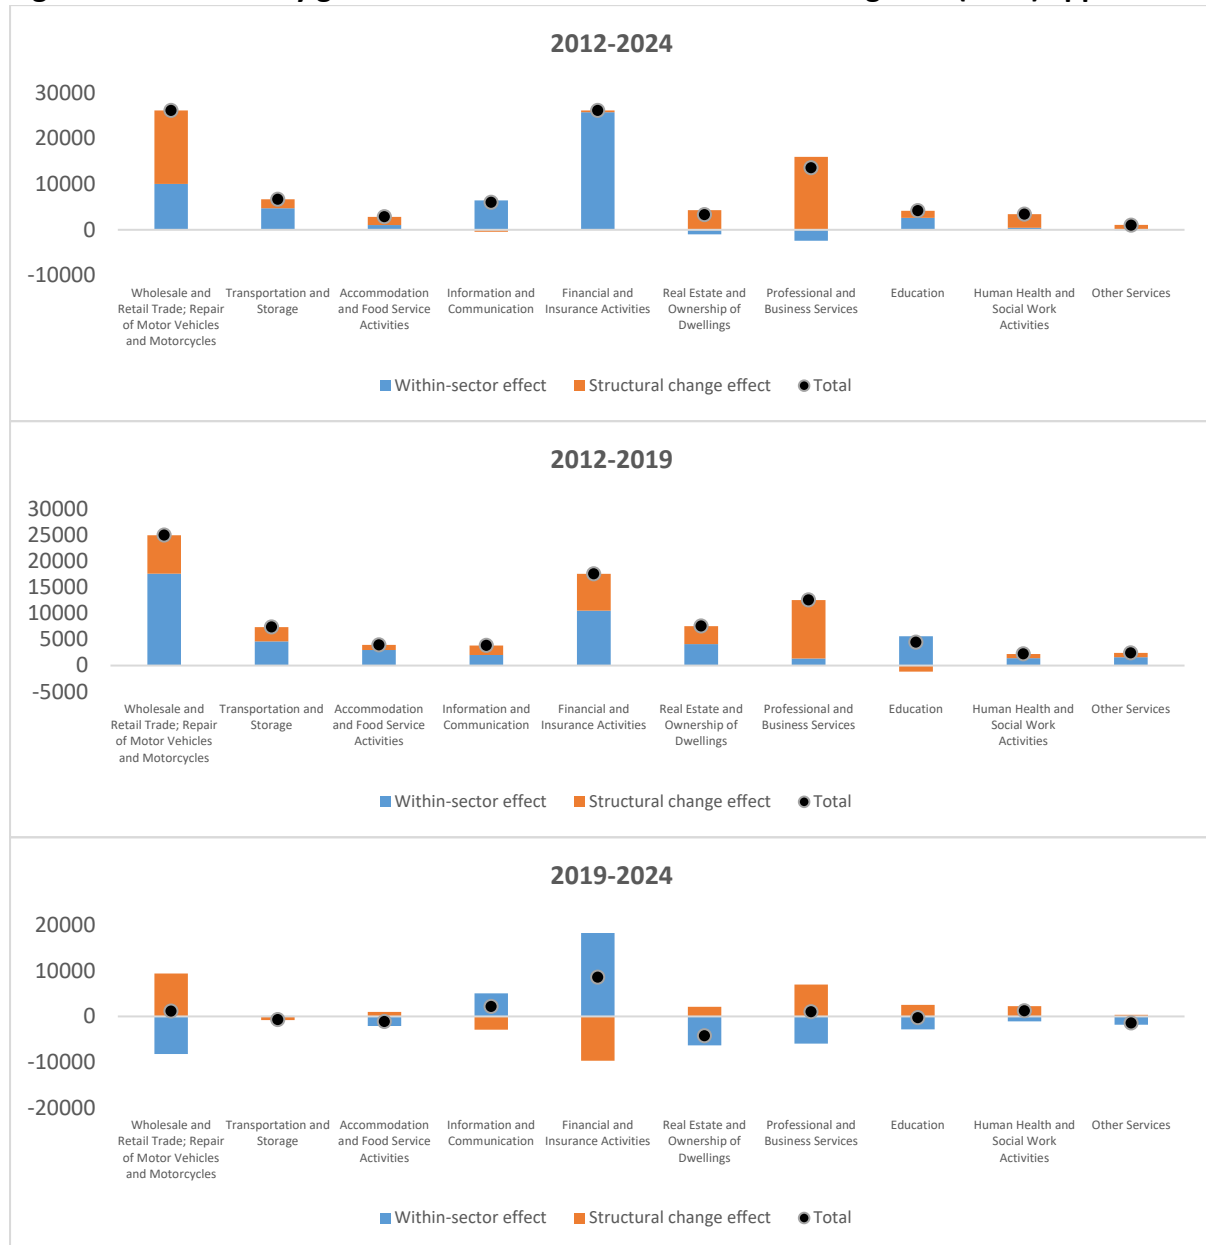 2012-2024
30000
20000
10000
0
-10000
Wholesale and
Retail Trade; Repair
of Motor Vehicles
and Motorcycles
Transportation and
Storage
Accommodation
and Food Service
Activities
Information and
Communication
Financial and
Insurance Activities
Real Estate and
Ownership of
Dwellings
Professional and
Business Services
Education
Human Health and
Social Work
Activities
Other Services
Within-sector effect Structural change effect Total
2012-2019
30000
25000
20000
15000
10000
5000
0
-5000
Wholesale and
Retail Trade; Repair
of Motor Vehicles
and Motorcycles
Transportation and
Storage
Accommodation
and Food Service
Activities
Information and
Communication
Financial and
Insurance Activities
Real Estate and
Ownership of
Dwellings
Professional and
Business Services
Education
Human Health and
Social Work
Activities
Other Services
Within-sector effect Structural change effect Total
2019-2024
20000
10000
0
-10000
-20000
Wholesale and
Retail Trade; Repair
of Motor Vehicles
and Motorcycles
Transportation and
Storage
Accommodation
and Food Service
Activities
Information and
Communication
Financial and
Insurance Activities
Real Estate and
Ownership of
Dwellings
Professional and
Business Services
Education
Human Health and
Social Work
Activities
Other Services
Within-sector effect Structural change effect Total